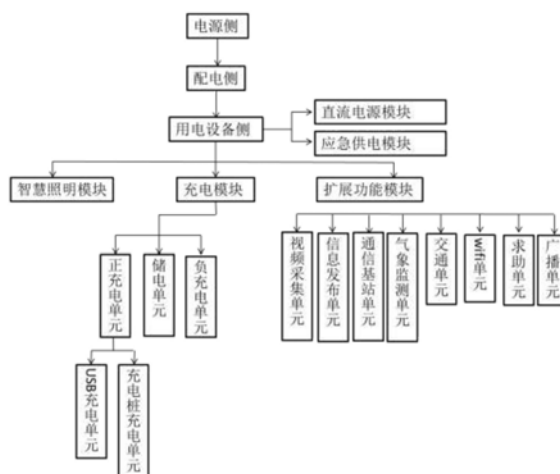 电源侧
配电侧
用电设备侧
直流电源模块
应急供电模块
智慧照明模块
充电模块
扩展功能模块
正充电单元
储电单元
负充电单元
视频采集单元
信息发布单元
通信基站单元
气象监测单元
交通单元
wifi单元
求助单元
广播单元
USB充电单元
充电桩充电单元